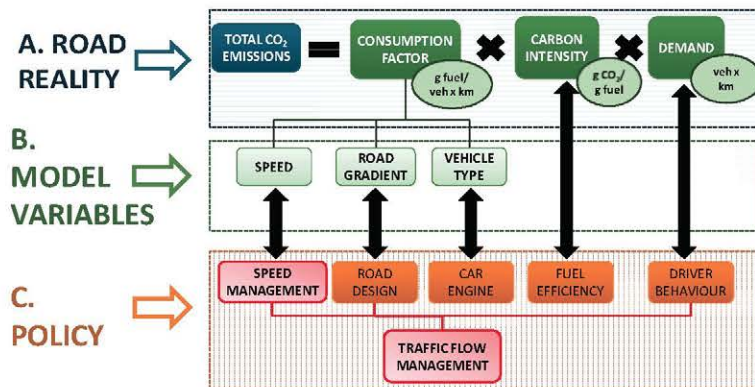 A. ROAD
REALITY
TOTAL CO₂
EMISSIONS
=
CONSUMPTION
FACTOR
g fuel/
veh x km
×
CARBON
INTENSITY
g CO₂/
g fuel
×
DEMAND
veh x
km
B.
MODEL
VARIABLES
SPEED
ROAD
GRADIENT
VEHICLE
TYPE
C.
POLICY
SPEED
MANAGEMENT
ROAD
DESIGN
CAR
ENGINE
FUEL
EFFICIENCY
DRIVER
BEHAVIOUR
TRAFFIC FLOW
MANAGEMENT